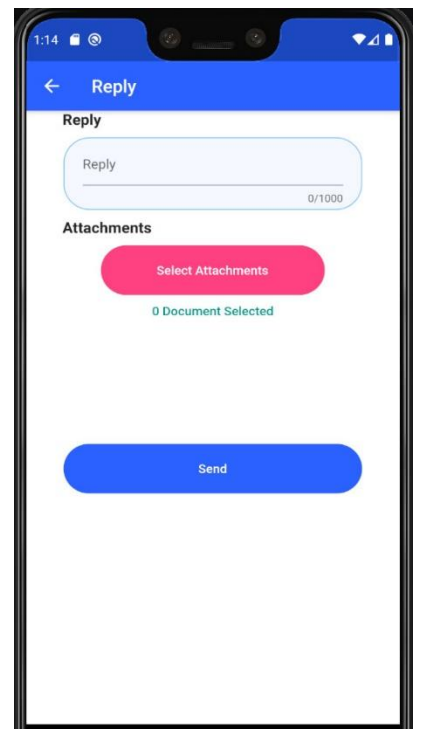 1:14
Reply
Reply
Reply
0/1000
Attachments
Select Attachments
0 Document Selected
Send